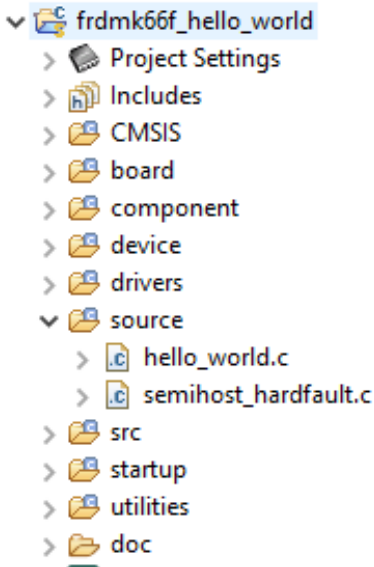 frdmk66f_hello_world
Project Settings
Includes
CMSIS
board
component
device
drivers
source
.c hello_world.c
.c semihost_hardfault.c
src
startup
utilities
doc